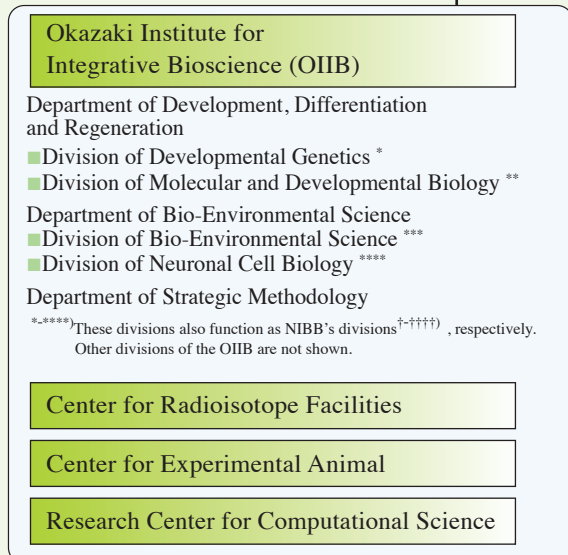 Okazaki Institute for
Integrative Bioscience (OIIB)
Department of Development, Differentiation
and Regeneration
■Division of Developmental Genetics *
■Division of Molecular and Developmental Biology **
Department of Bio-Environmental Science
■Division of Bio-Environmental Science ***
■Division of Neuronal Cell Biology ****
Department of Strategic Methodology
*-****)These divisions also function as NIBB's divisions†-††††) , respectively.
Other divisions of the OIIB are not shown.
Center for Radioisotope Facilities
Center for Experimental Animal
Research Center for Computational Science